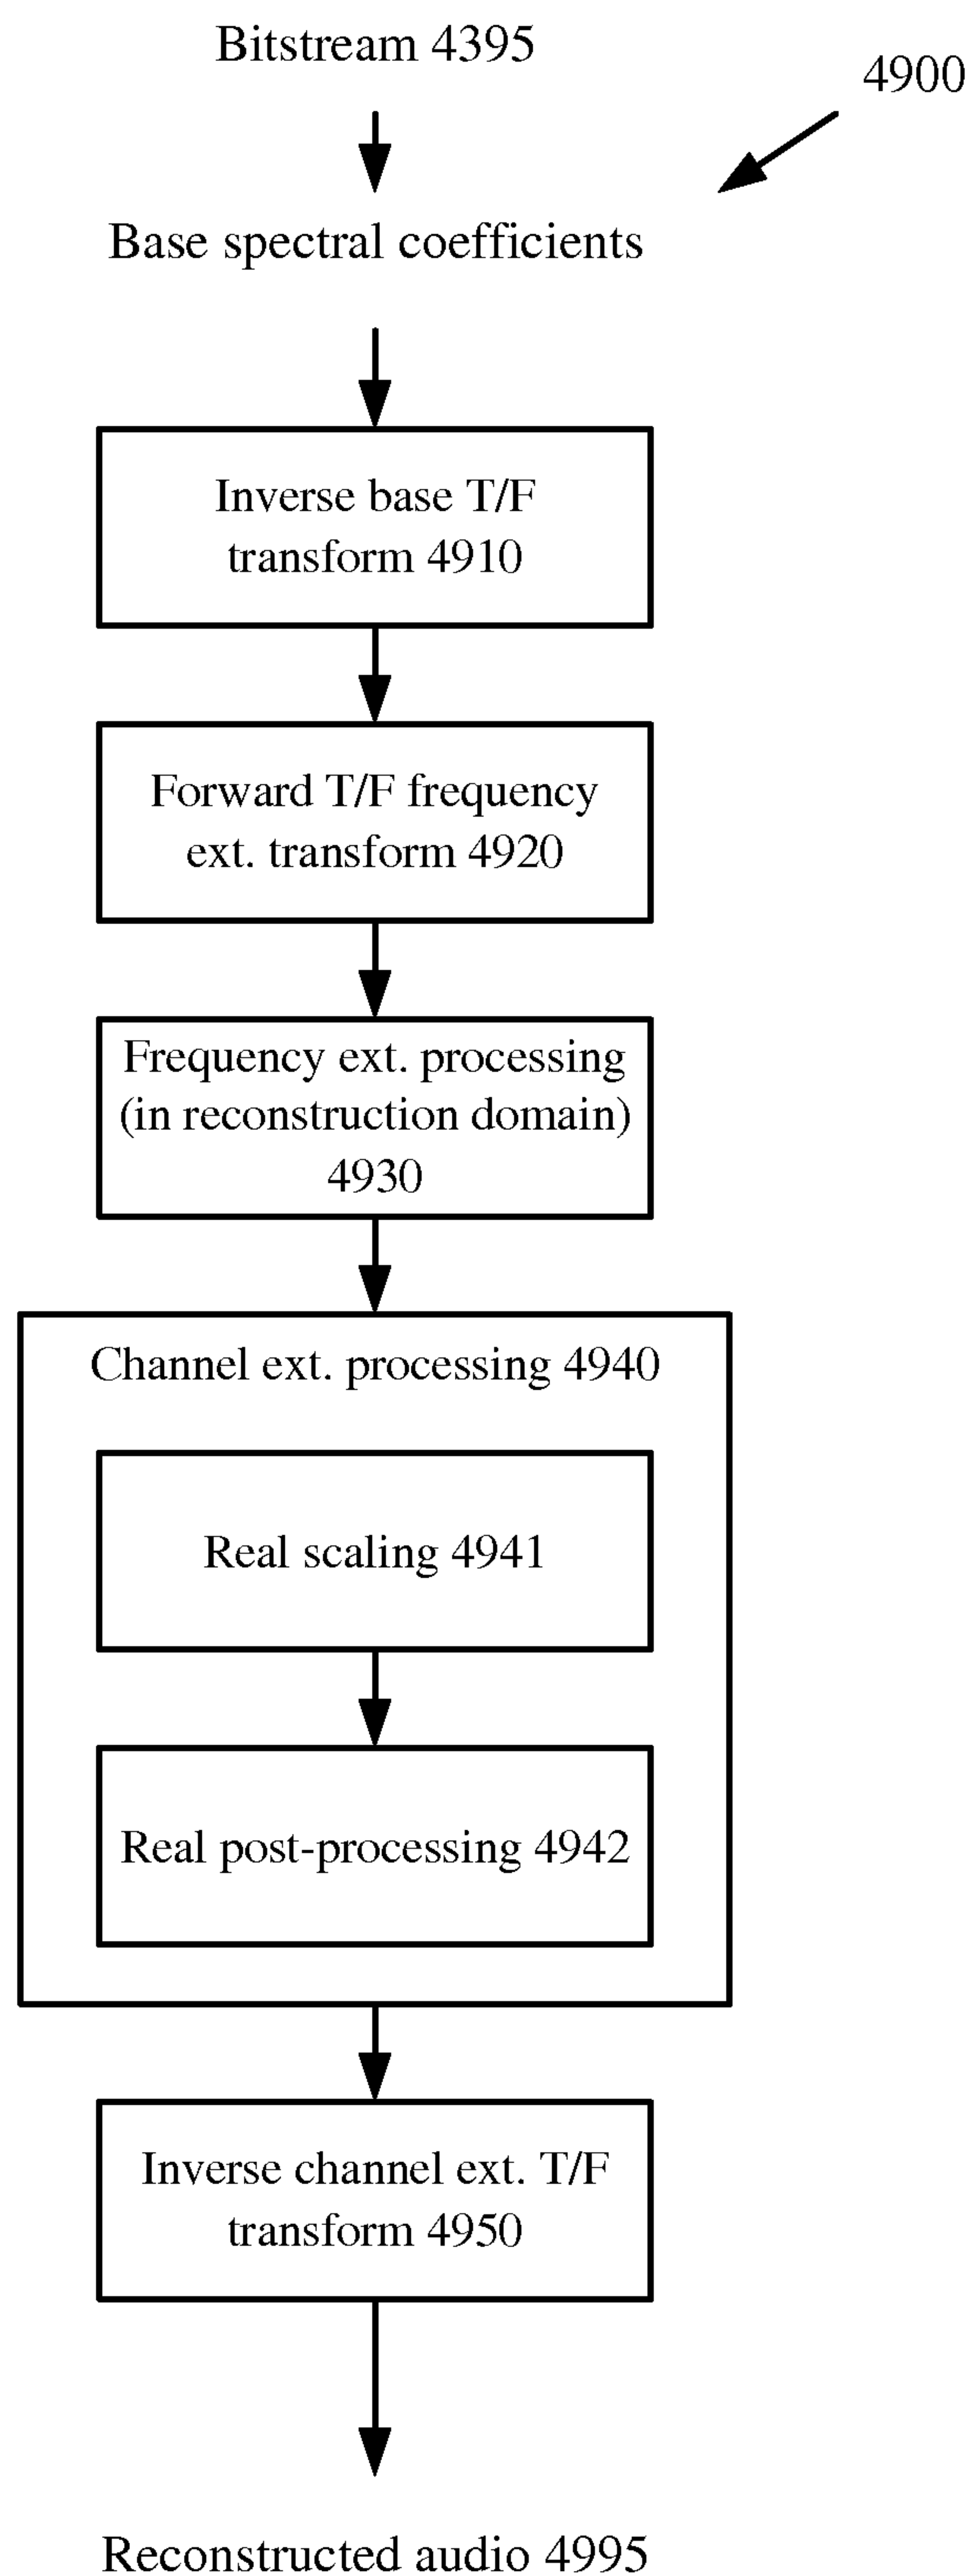 Bitstream 4395
4900
Base spectral coefficients
Inverse base T/F
transform 4910
Forward T/F frequency
ext. transform 4920
Frequency ext. processing
(in reconstruction domain)
4930
Channel ext. processing 4940
Real scaling 4941
Real post-processing 4942
Inverse channel ext. T/F
transform 4950
Reconstructed audio 4995